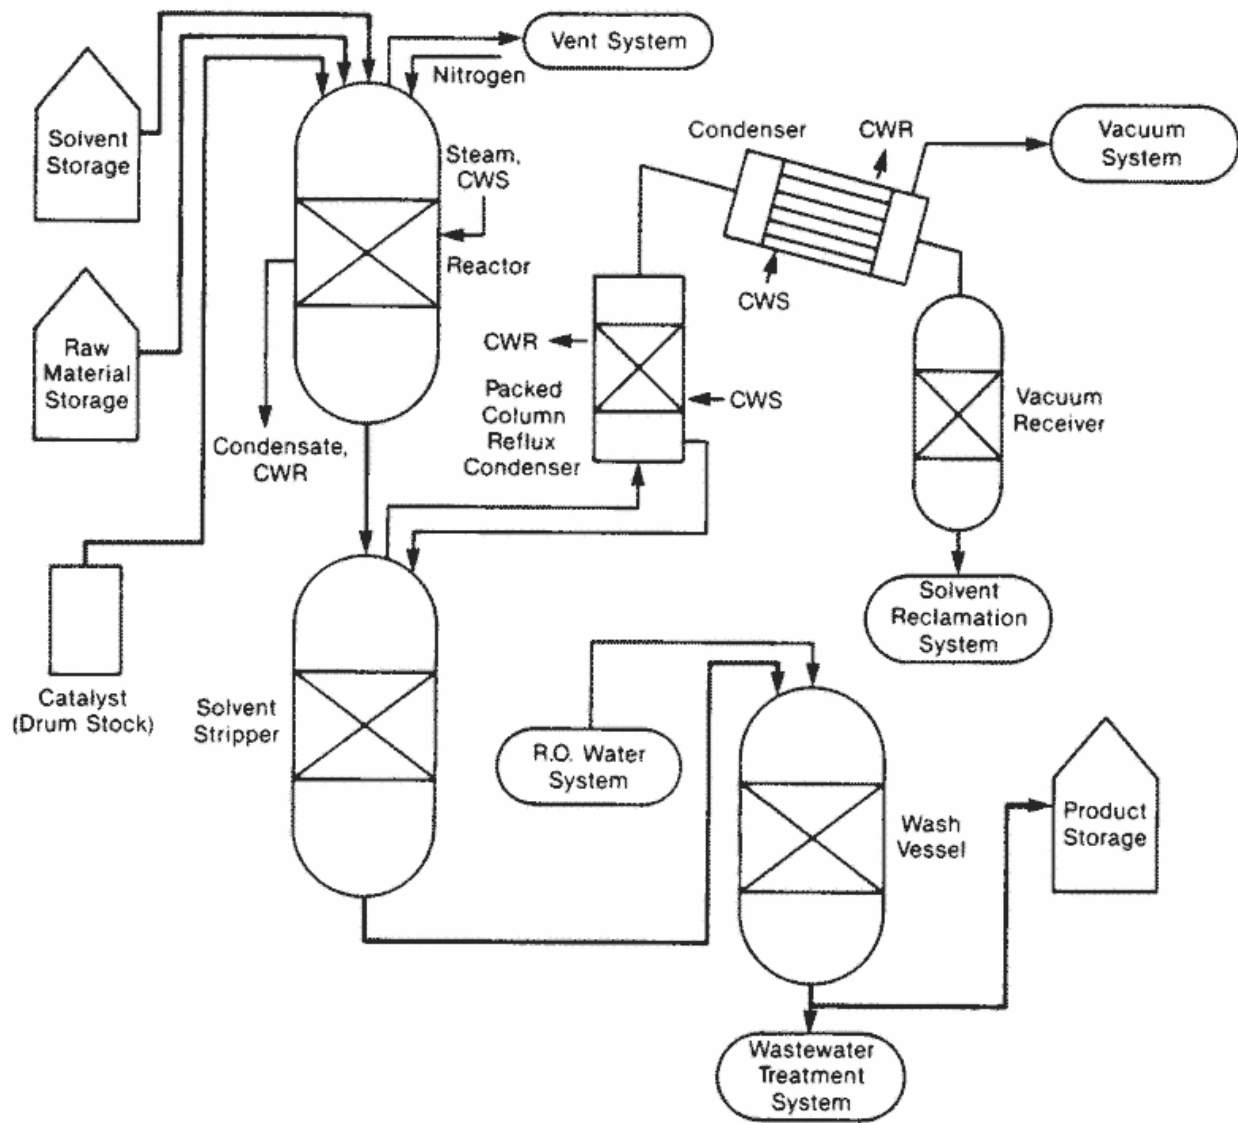 Vent System
Nitrogen
Solvent
Storage
Steam,
CWS
Reactor
Condenser
CWR
Vacuum
System
CWS
Raw
Material
Storage
Condensate,
CWR
CWR
Packed
Column
Reflux
Condenser
CWS
Vacuum
Receiver
Solvent
Reclamation
System
Catalyst
(Drum Stock)
Solvent
Stripper
R.O. Water
System
Wash
Vessel
Product
Storage
Wastewater
Treatment
System